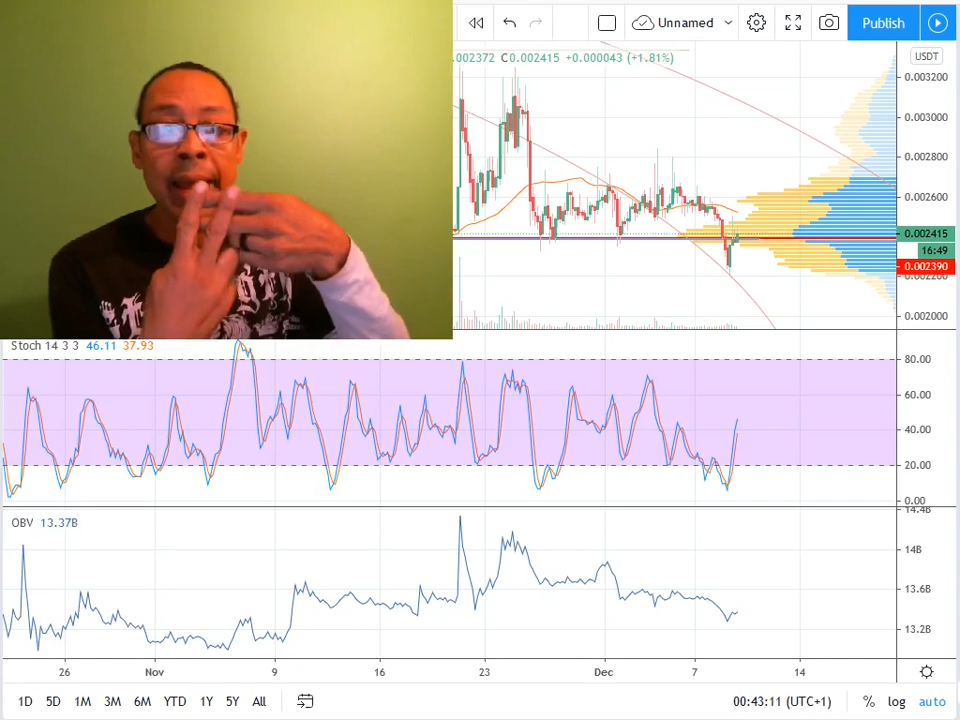 Unnamed
Publish
.002372 C0.002415 +0.000043 (+1.81%)
USDT
0.003200
0.003000
0.002800
0.002600
0.002415
16:49
0.002390
0.002200
0.002000
Stoch 14 3 3 46.11 37.93
80.00
60.00
40.00
20.00
0.00
OBV 13.37B
14.4B
14B
13.6B
13.2B
26 Nov 9 16 23 Dec 7 14
1D 5D 1M 3M 6M YTD 1Y 5Y All
00:43:11 (UTC+1) % log auto